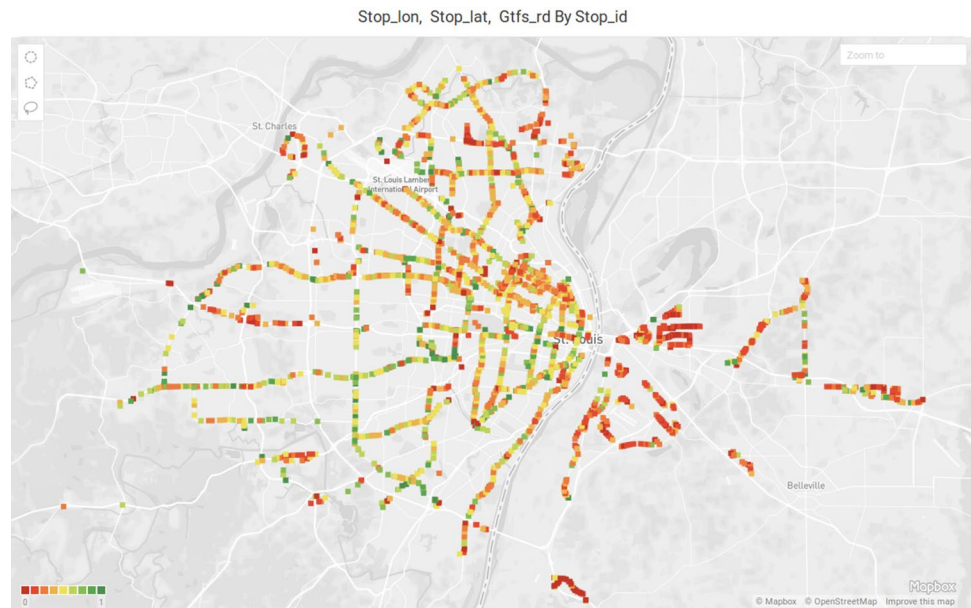 Stop_lon, Stop_lat, Gtfs_rd By Stop_id
Zoom to
St. Charles
St. Louis Lambert
International Airport
St. Louis
Belleville
0 1
Mapbox
© Mapbox © OpenStreetMap Improve this map